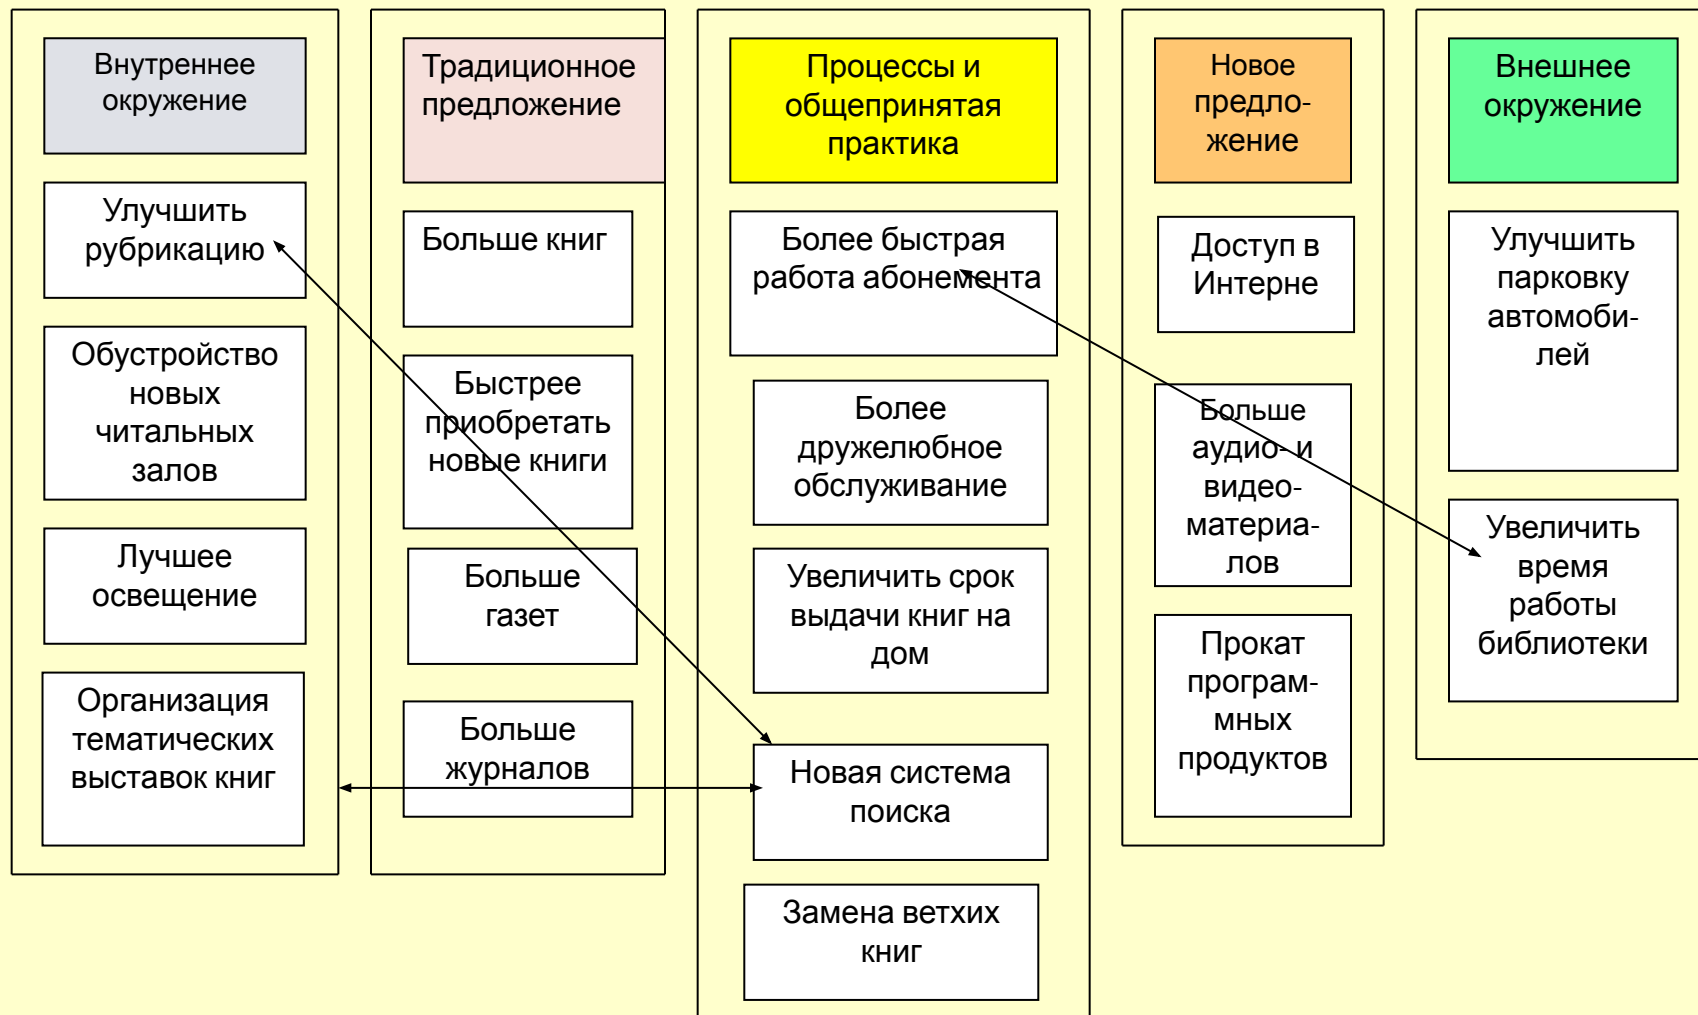 Внутреннее
окружение
Улучшить
рубрикацию
Обустройство
новых
читальных
залов
Лучшее
освещение
Организация
тематических
выставок книг
Традиционное
предложение
Больше книг
Быстрее
приобретать
новые книги
Больше
газет
Больше
журналов
Процессы и
общепринятая
практика
Более быстрая
работа абонемента
Более
дружелюбное
обслуживание
Увеличить срок
выдачи книг на
дом
Новая система
поиска
Замена ветхих
книг
Новое
предло-
жение
Доступ в
Интерне
Больше
аудио- и
видео-
материа-
лов
Прокат
програм-
мных
продуктов
Внешнее
окружение
Улучшить
парковку
автомоби-
лей
Увеличить
время
работы
библиотеки